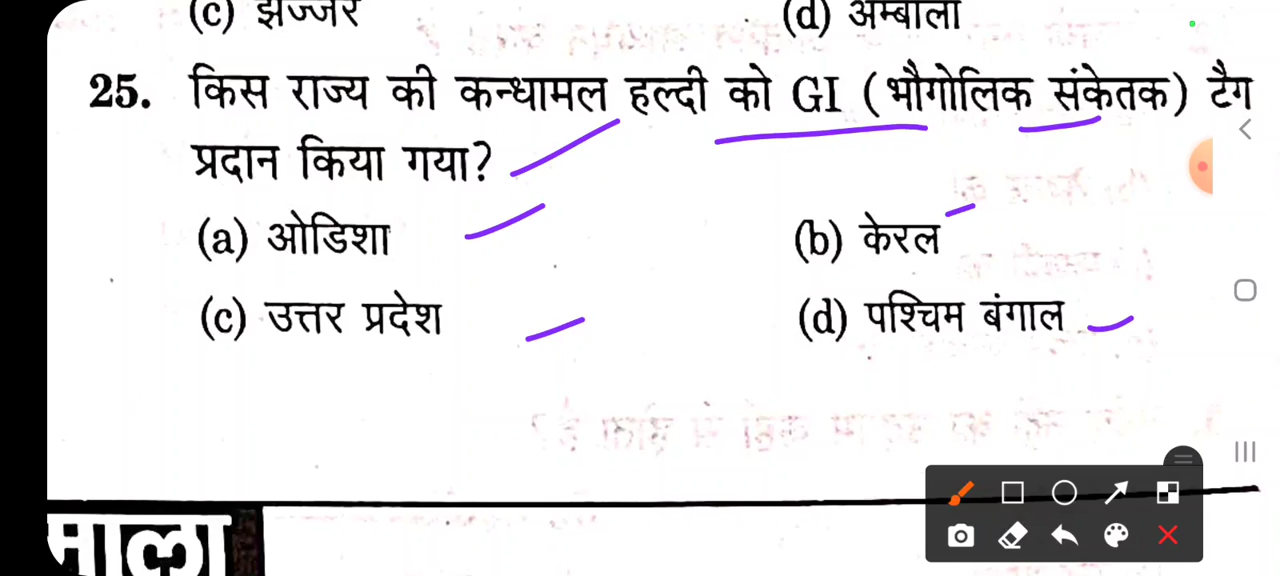 (c) झज्जर (d) अम्बाला
25. किस राज्य की कन्धामल हल्दी को GI (भौगोलिक संकेतक) टैग
प्रदान किया गया?
(a) ओडिशा (b) केरल
(c) उत्तर प्रदेश (d) पश्चिम बंगाल
माला